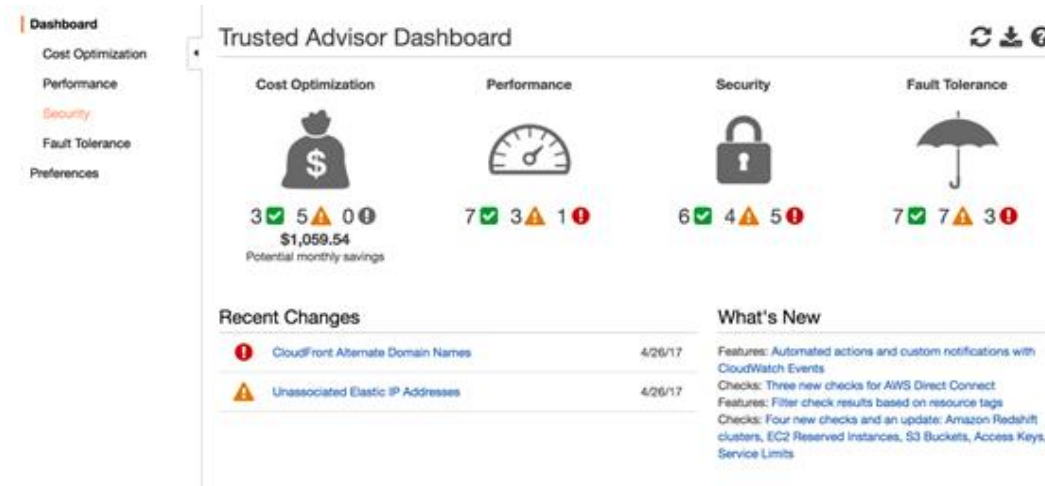 Dashboard
Cost Optimization
Performance
Security
Fault Tolerance
Preferences
Trusted Advisor Dashboard
Cost Optimization
$
3 5 0
$1,059.54
Potential monthly savings
Performance
7 3 1
Security
6 4 5
Fault Tolerance
7 7 3
Recent Changes
CloudFront Alternate Domain Names 4/26/17
Unassociated Elastic IP Addresses 4/26/17
What's New
Features: Automated actions and custom notifications with
CloudWatch Events
Checks: Three new checks for AWS Direct Connect
Features: Filter check results based on resource tags
Checks: Four new checks and an update: Amazon Redshift
clusters, EC2 Reserved Instances, S3 Buckets, Access Keys,
Service Limits